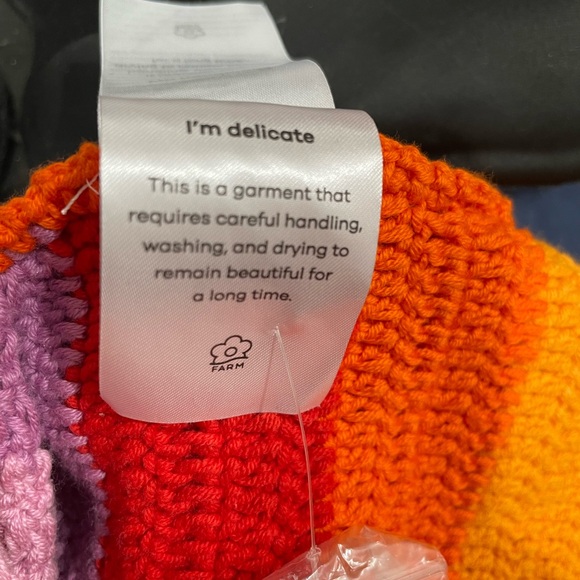 I'm delicate
This is a garment that
requires careful handling,
washing, and drying to
remain beautiful for
a long time.
FARM